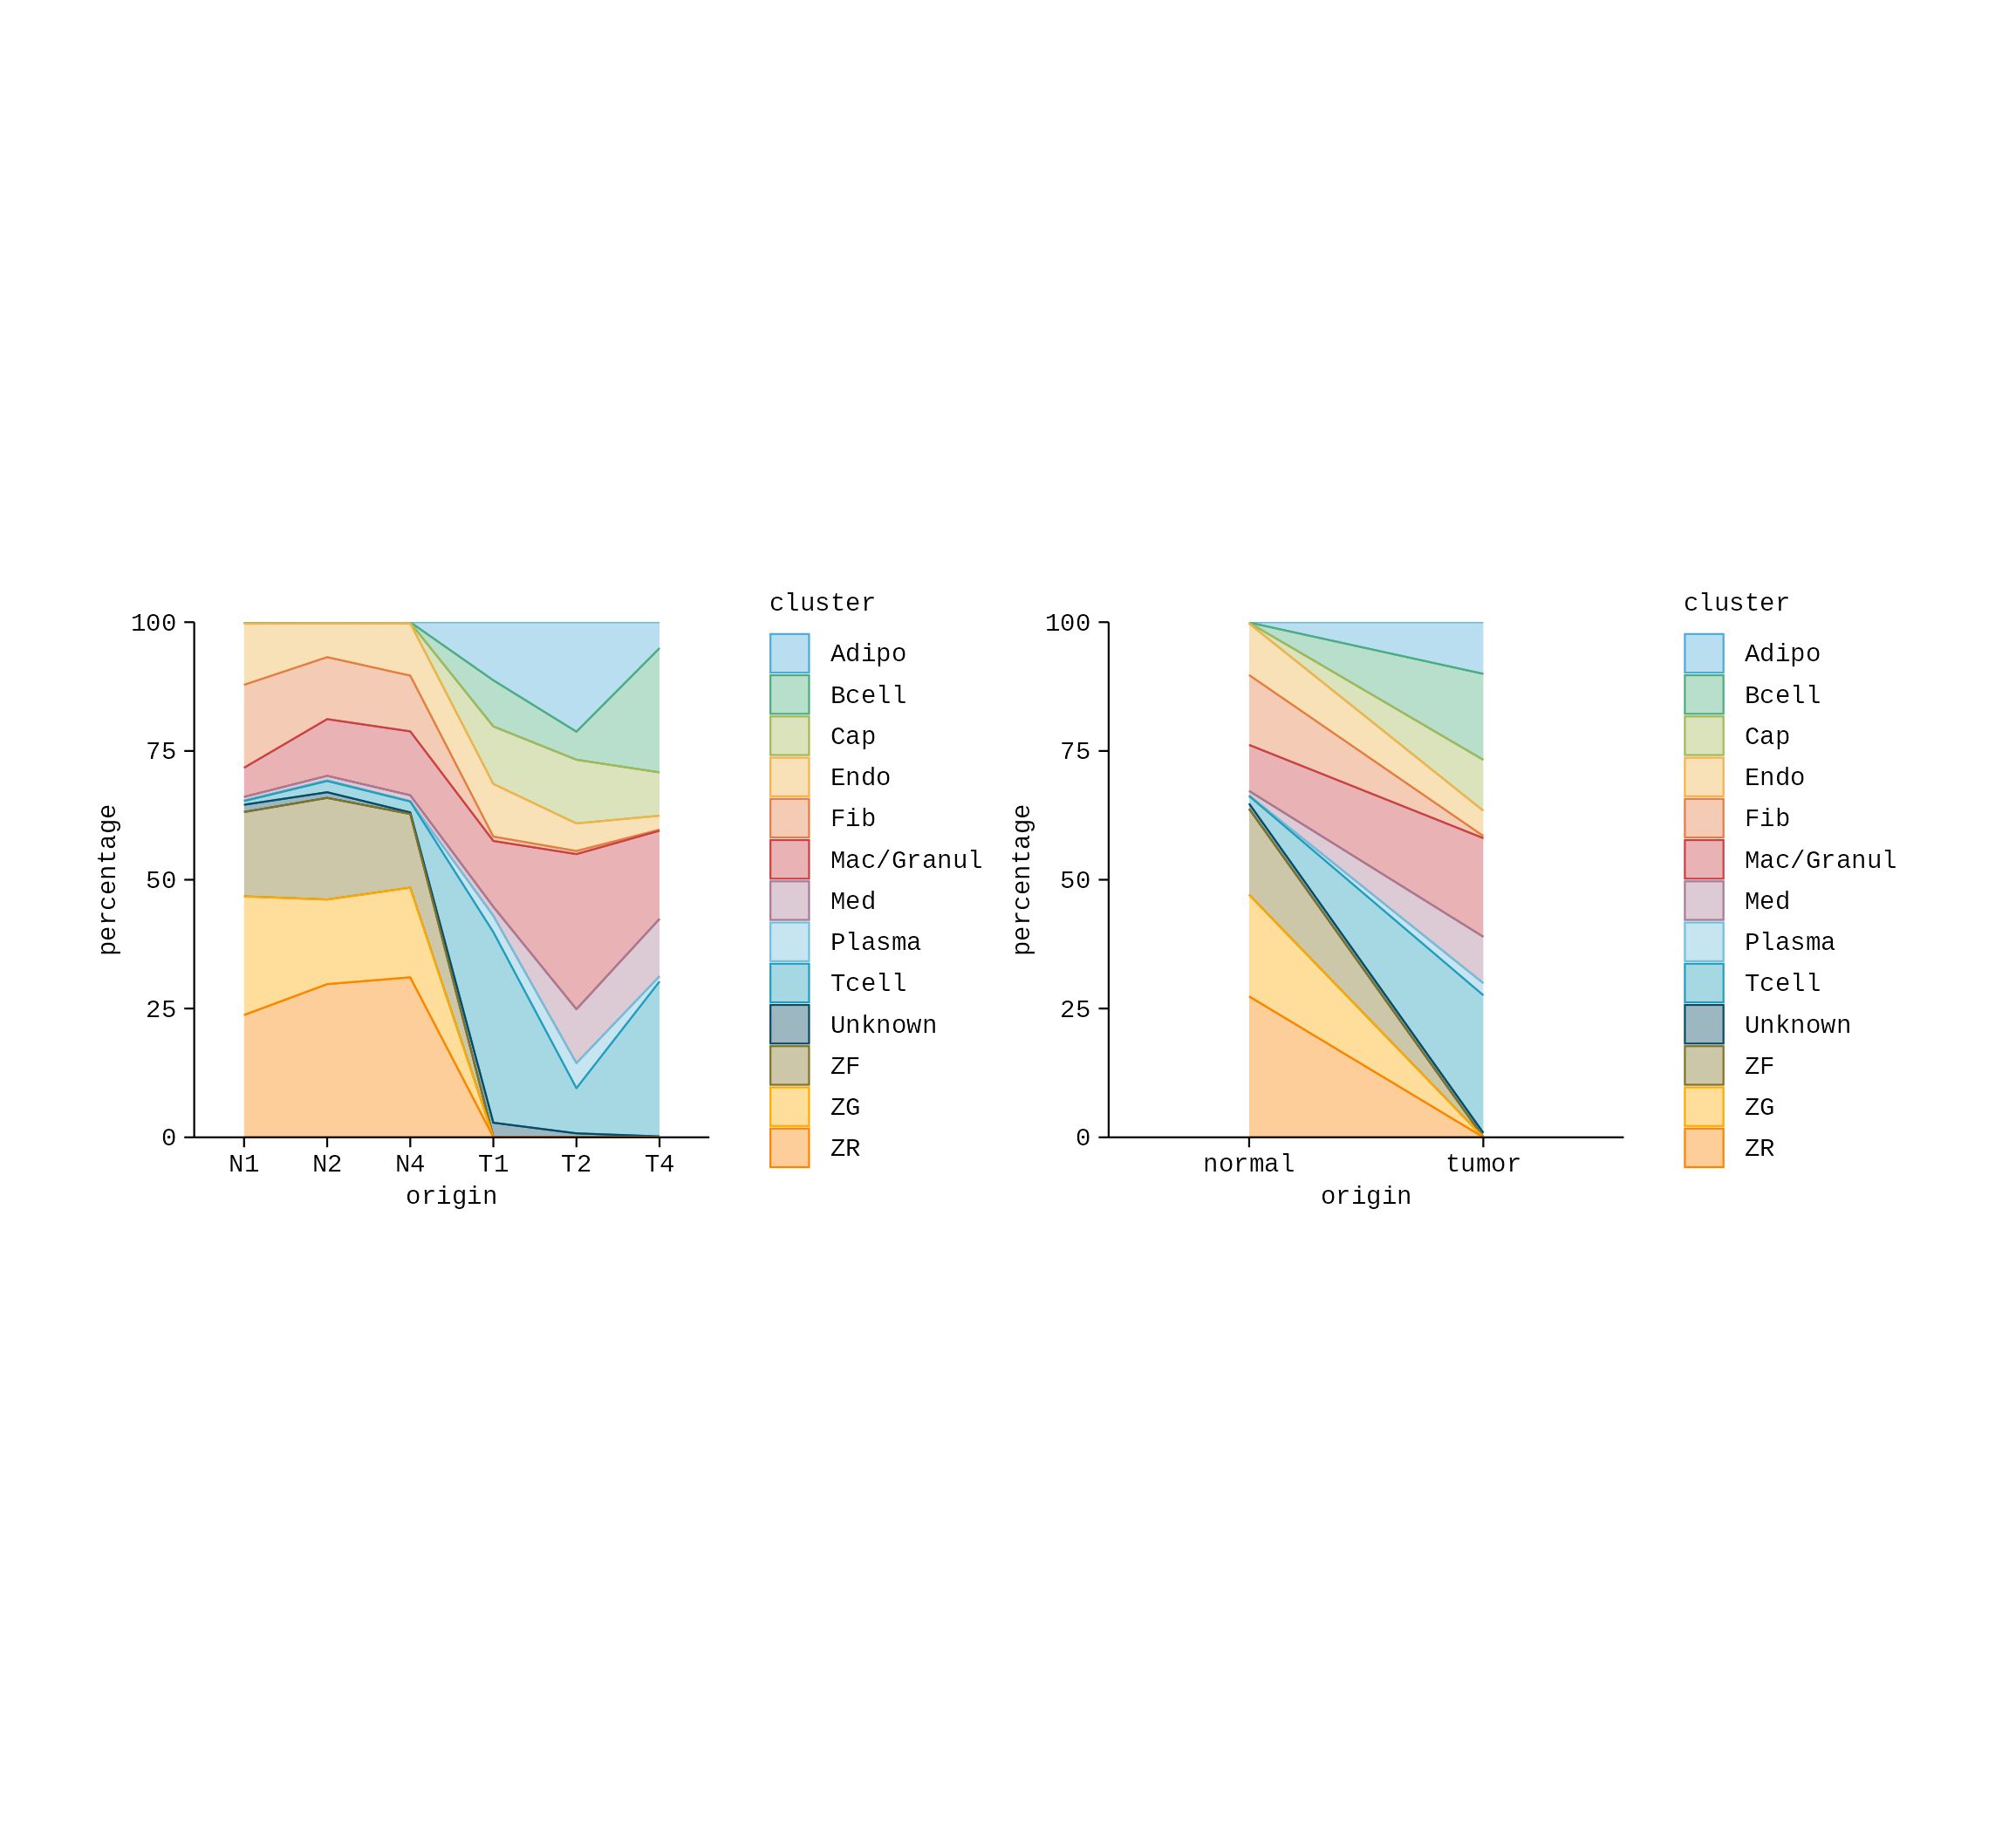 cluster
Adipo
Bcell
Cap
Endo
Fib
Mac/Granul
Med
Plasma
Tcell
Unknown
ZF
ZG
ZR
100
75
50
25
0
percentage
N1 N2 N4 T1 T2 T4
origin
cluster
Adipo
Bcell
Cap
Endo
Fib
Mac/Granul
Med
Plasma
Tcell
Unknown
ZF
ZG
ZR
100
75
50
25
0
percentage
normal tumor
origin